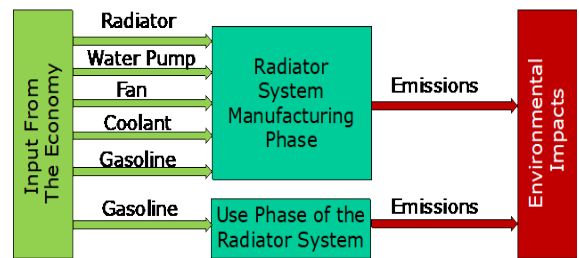 Input From
The Economy
Radiator
Water Pump
Fan
Coolant
Gasoline
Gasoline
Radiator
System
Manufacturing
Phase
Use Phase of the
Radiator System
Emissions
Emissions
Environmental
Impacts